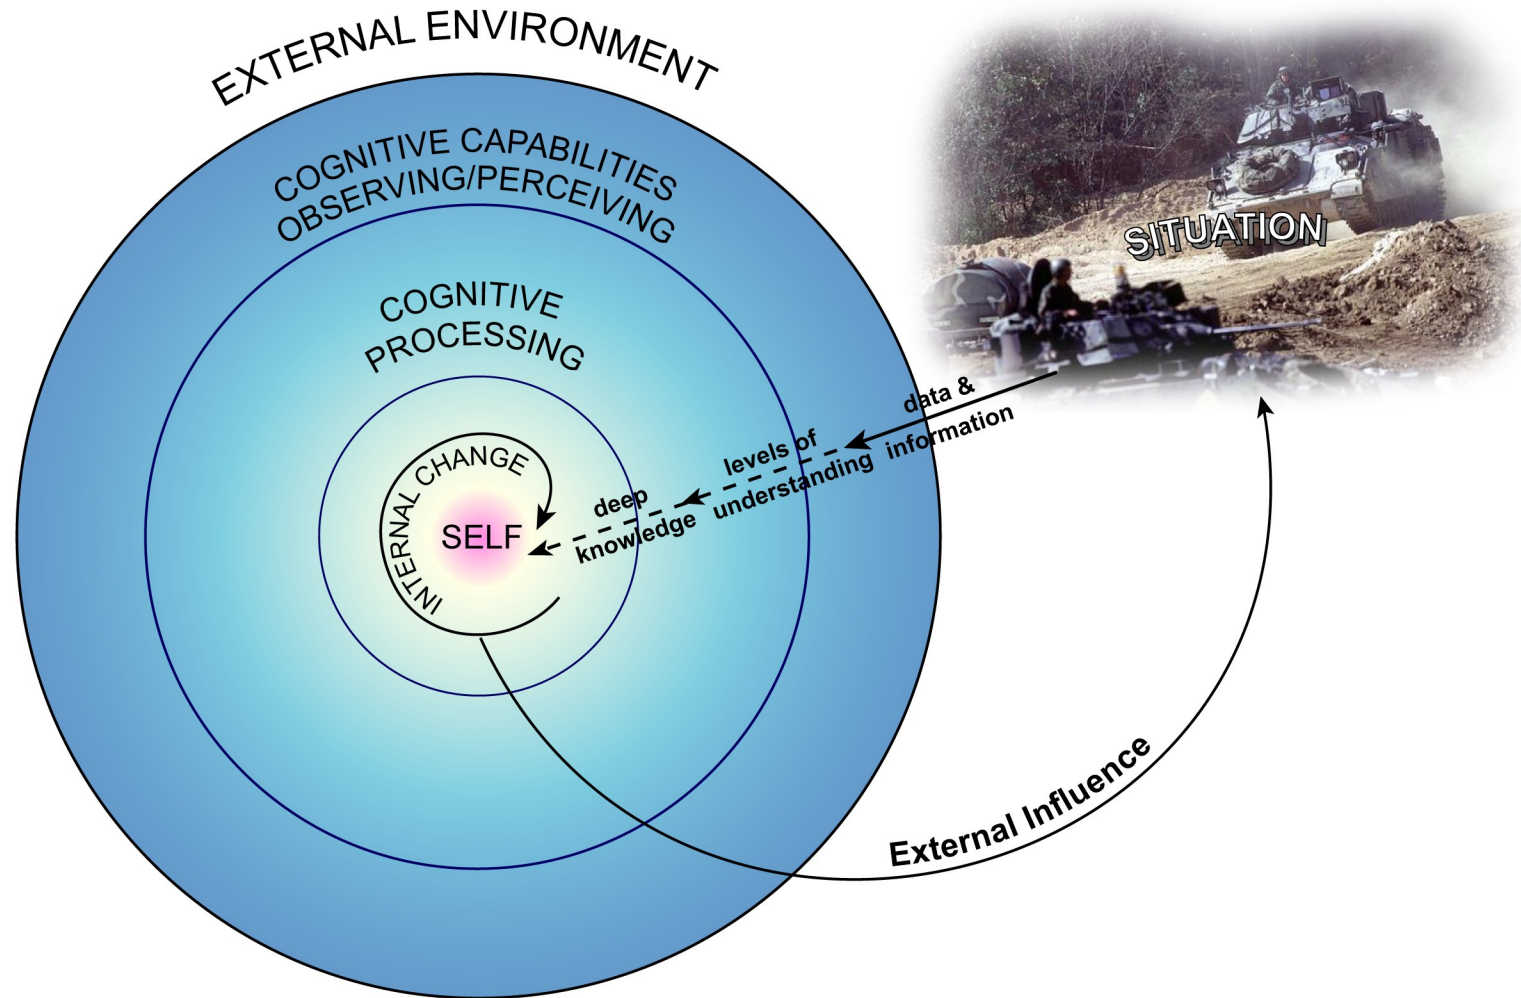 EXTERNAL ENVIRONMENT
COGNITIVE CAPABILITIES
OBSERVING/PERCEIVING
COGNITIVE
PROCESSING
INTERNAL CHANGE
SELF
SITUATION
data &
information
levels of
understanding
deep
knowledge
External Influence